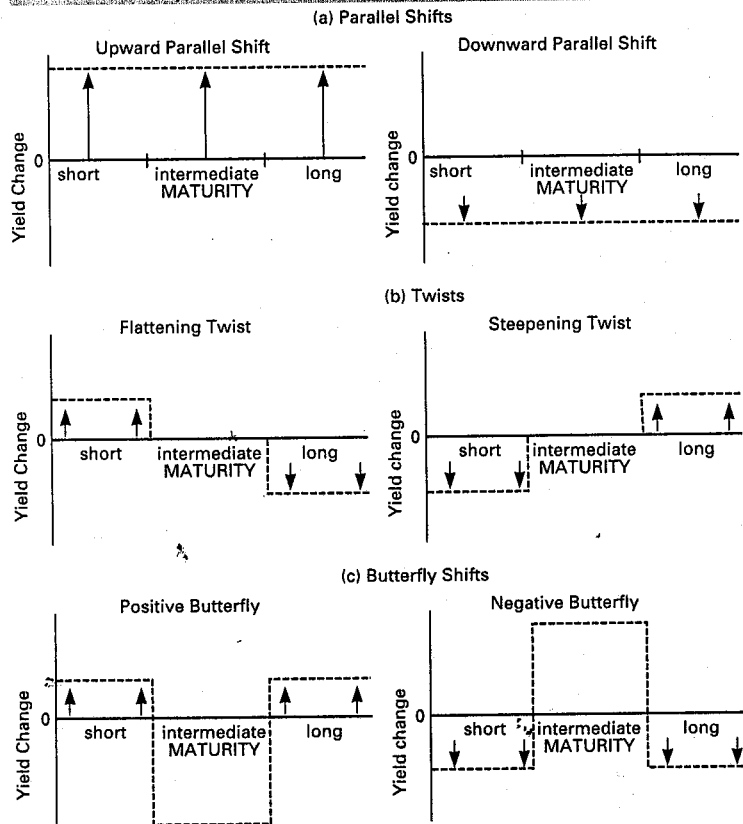 (a) Parallel Shifts
Upward Parallel Shift
Yield Change
0
short intermediate long
MATURITY
Downward Parallel Shift
Yield change
0
short intermediate long
MATURITY
(b) Twists
Flattening Twist
Yield Change
0
short intermediate long
MATURITY
Steepening Twist
Yield change
0
short intermediate long
MATURITY
(c) Butterfly Shifts
Positive Butterfly
Yield Change
0
short intermediate long
MATURITY
Negative Butterfly
Yield Change
0
short intermediate long
MATURITY